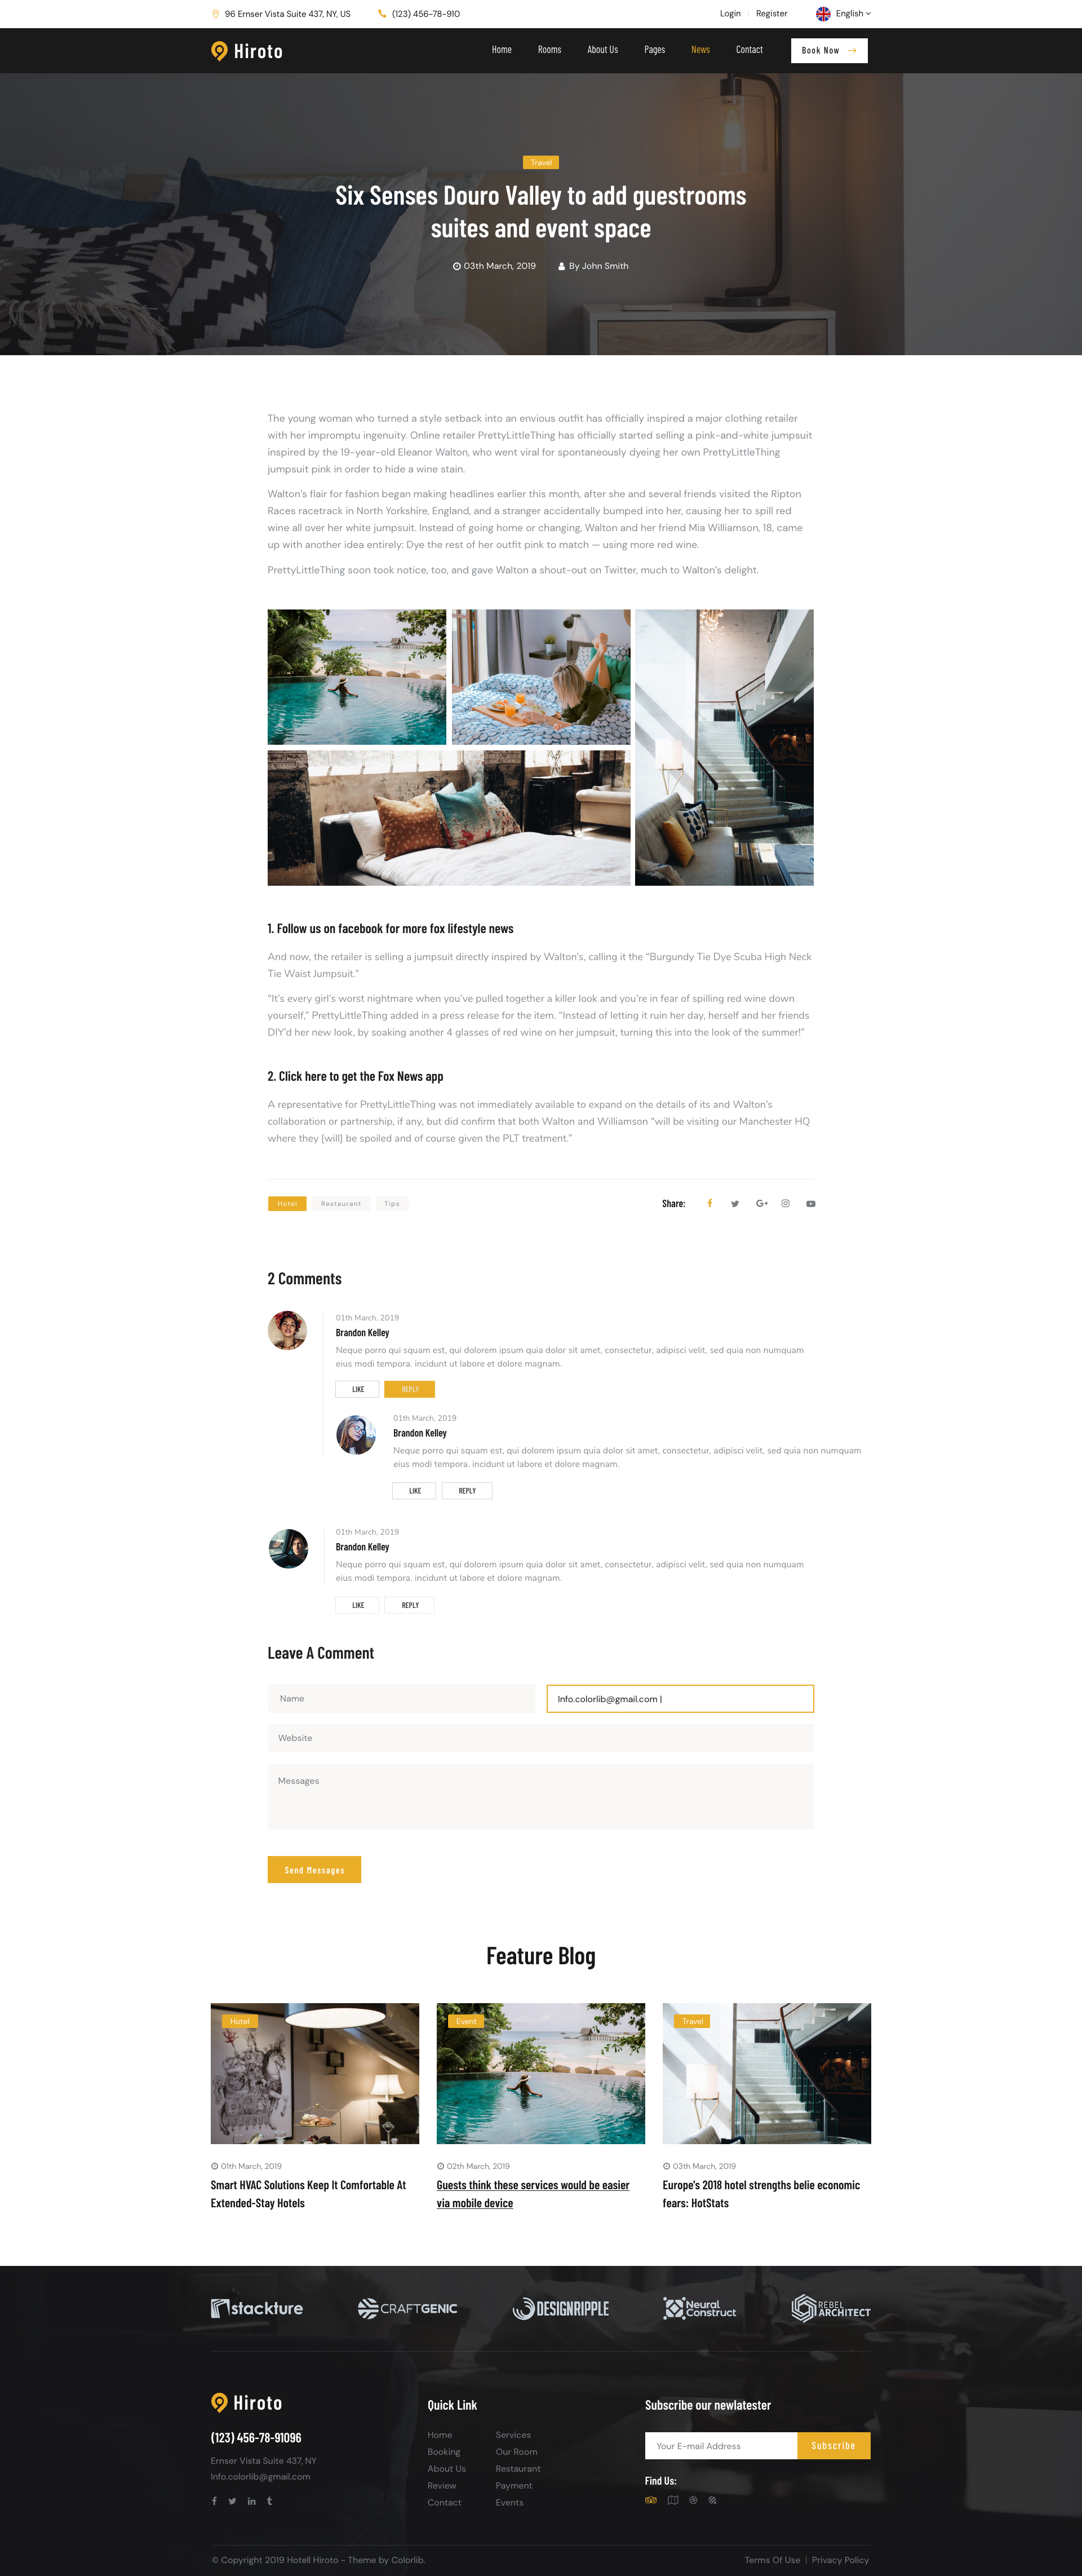 96 Ernser Vista Suite 437, NY, US
(123) 456-78-910
Login | Register
English
Hiroto
Home
Rooms
About Us
Pages
News
Contact
Book Now
Travel
Six Senses Douro Valley to add guestrooms
suites and event space
03th March, 2019
By John Smith
The young woman who turned a style setback into an envious outfit has officially inspired a major clothing retailer
with her impromptu ingenuity. Online retailer PrettyLittleThing has officially started selling a pink-and-white jumpsuit
inspired by the 19-year-old Eleanor Walton, who went viral for spontaneously dyeing her own PrettyLittleThing
jumpsuit pink in order to hide a wine stain.
Walton's flair for fashion began making headlines earlier this month, after she and several friends visited the Ripton
Races racetrack in North Yorkshire, England, and a stranger accidentally bumped into her, causing her to spill red
wine all over her white jumpsuit. Instead of going home or changing, Walton and her friend Mia Williamson, 18, came
up with another idea entirely: Dye the rest of her outfit pink to match — using more red wine.
PrettyLittleThing soon took notice, too, and gave Walton a shout-out on Twitter, much to Walton's delight.
1. Follow us on facebook for more fox lifestyle news
And now, the retailer is selling a jumpsuit directly inspired by Walton's, calling it the "Burgundy Tie Dye Scuba High Neck
Tie Waist Jumpsuit."
"It's every girl's worst nightmare when you've pulled together a killer look and you're in fear of spilling red wine down
yourself," PrettyLittleThing added in a press release for the item. "Instead of letting it ruin her day, herself and her friends
DIY'd her new look, by soaking another 4 glasses of red wine on her jumpsuit, turning this into the look of the summer!"
2. Click here to get the Fox News app
A representative for PrettyLittleThing was not immediately available to expand on the details of its and Walton's
collaboration or partnership, if any, but did confirm that both Walton and Williamson "will be visiting our Manchester HQ
where they [will] be spoiled and of course given the PLT treatment."
Hotel
Restaurant
Tips
Share:
2 Comments
01th March, 2019
Brandon Kelley
Neque porro qui squam est, qui dolorem ipsum quia dolor sit amet, consectetur, adipisci velit, sed quia non numquam
eius modi tempora. incidunt ut labore et dolore magnam.
LIKE
REPLY
01th March, 2019
Brandon Kelley
Neque porro qui squam est, qui dolorem ipsum quia dolor sit amet, consectetur, adipisci velit, sed quia non numquam
eius modi tempora. incidunt ut labore et dolore magnam.
LIKE
REPLY
01th March, 2019
Brandon Kelley
Neque porro qui squam est, qui dolorem ipsum quia dolor sit amet, consectetur, adipisci velit, sed quia non numquam
eius modi tempora. incidunt ut labore et dolore magnam.
LIKE
REPLY
Leave A Comment
Name
Info.colorlib@gmail.com |
Website
Messages
Send Messages
Feature Blog
Hotel
01th March, 2019
Smart HVAC Solutions Keep It Comfortable At
Extended-Stay Hotels
Event
02th March, 2019
Guests think these services would be easier
via mobile device
Travel
03th March, 2019
Europe's 2018 hotel strengths belie economic
fears: HotStats
stackture
CRAFTGENIC
DESIGNRIPPLE
Neural
Construct
REBEL
ARCHITECT
Hiroto
(123) 456-78-91096
Ernser Vista Suite 437, NY
Info.colorlib@gmail.com
Quick Link
Home
Booking
About Us
Review
Contact
Services
Our Room
Restaurant
Payment
Events
Subscribe our newlatester
Your E-mail Address
Subscribe
Find Us:
© Copyright 2019 Hotell Hiroto - Theme by Colorlib.
Terms Of Use | Privacy Policy